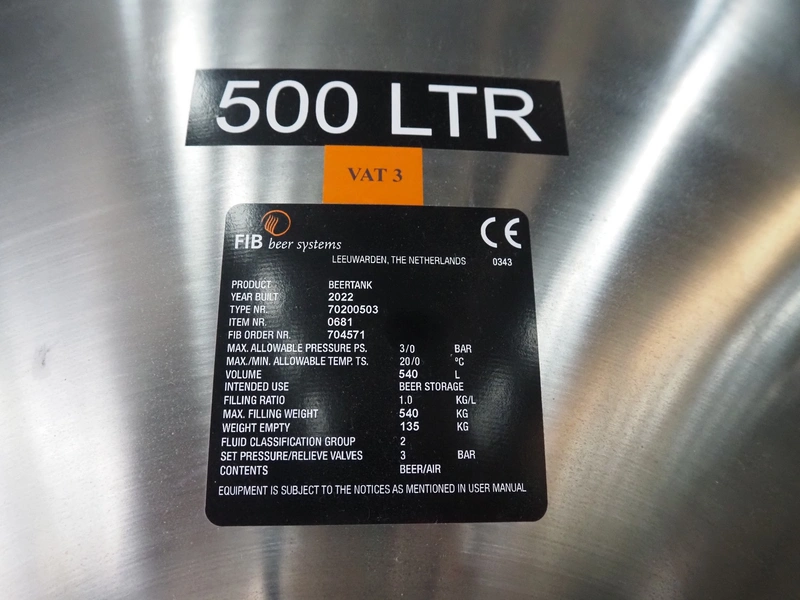 500 LTR
VAT 3
FIB beer systems
CE
LEEUWARDEN, THE NETHERLANDS 0343
PRODUCT BEERTANK
YEAR BUILT 2022
TYPE NR. 70200503
ITEM NR. 0681
FIB ORDER NR. 704571
MAX. ALLOWABLE PRESSURE PS. 3/0 BAR
MAX./MIN. ALLOWABLE TEMP. TS. 20/0 °C
VOLUME 540 L
INTENDED USE BEER STORAGE
FILLING RATIO 1.0 KG/L
MAX. FILLING WEIGHT 540 KG
WEIGHT EMPTY 135 KG
FLUID CLASSIFICATION GROUP 2
SET PRESSURE/RELIEVE VALVES 3 BAR
CONTENTS BEER/AIR
EQUIPMENT IS SUBJECT TO THE NOTICES AS MENTIONED IN USER MANUAL